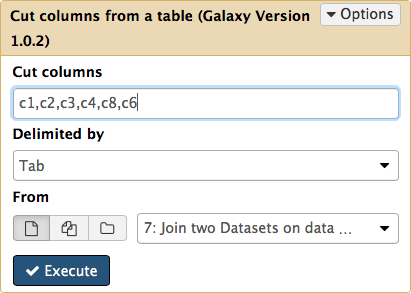 Cut columns from a table (Galaxy Version
1.0.2)
Options
Cut columns
c1,c2,c3,c4,c8,c6
Delimited by
Tab
From
7: Join two Datasets on data ...
Execute